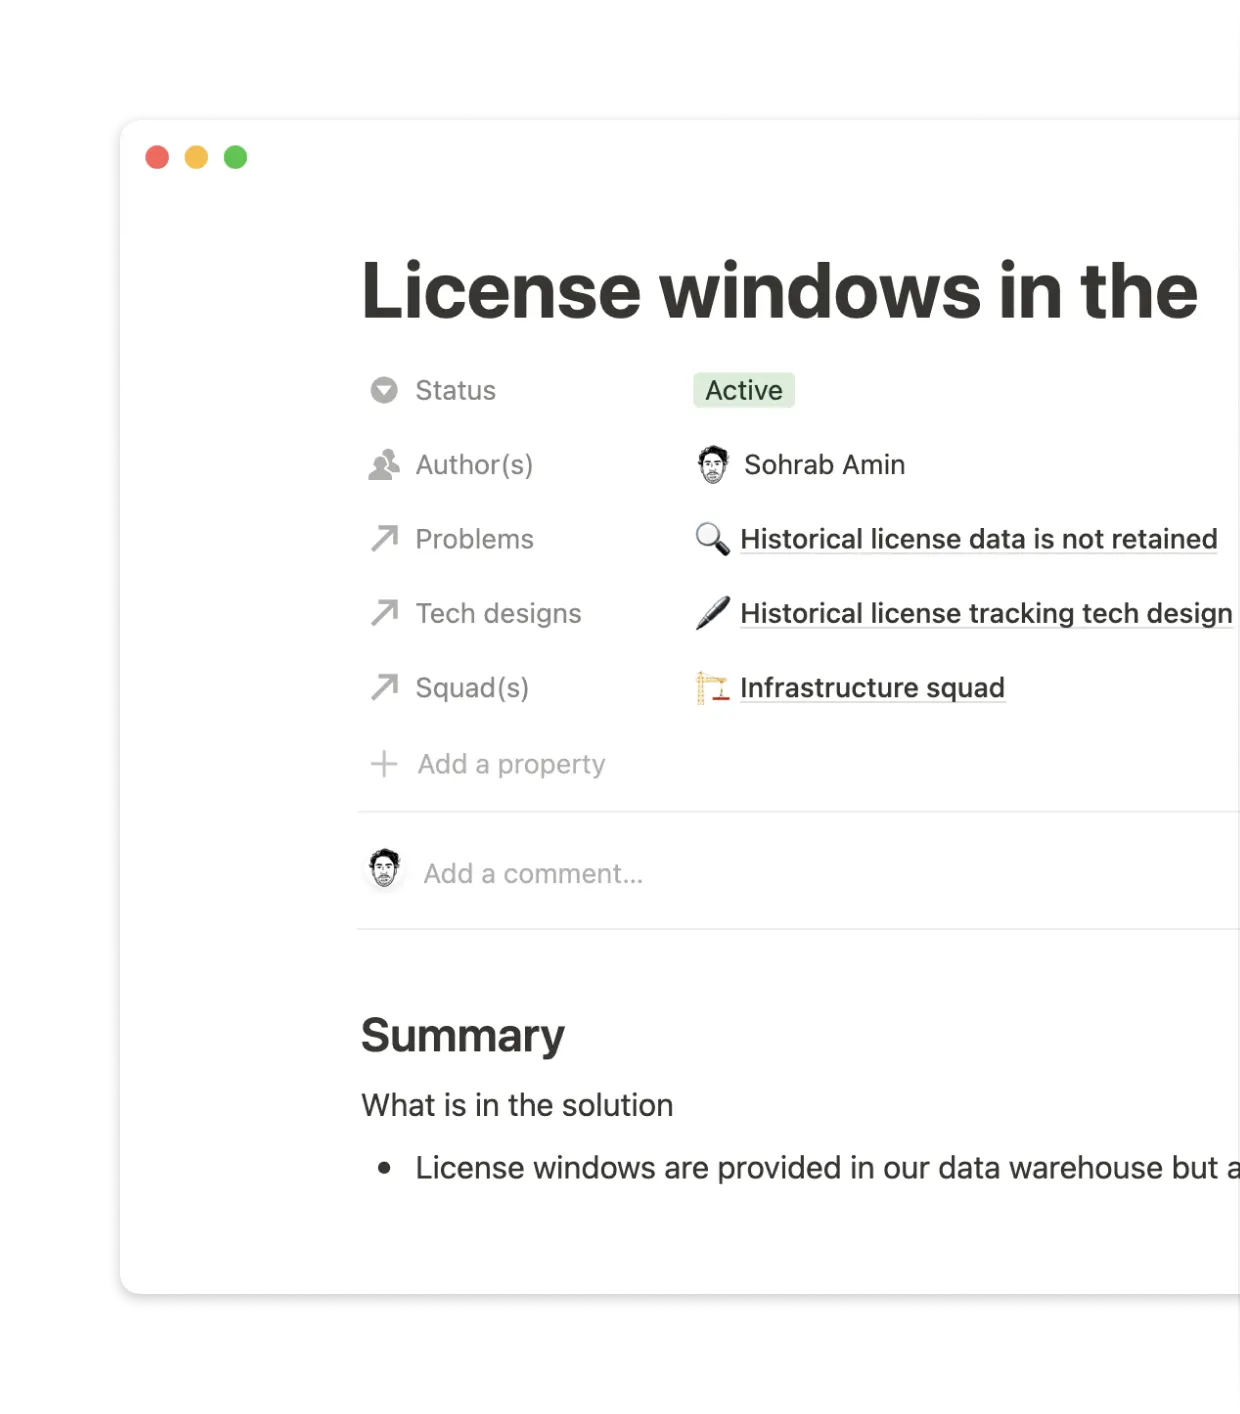 License windows in the
Status Active
Author(s) Sohrab Amin
Problems Historical license data is not retained
Tech designs Historical license tracking tech design
Squad(s) Infrastructure squad
Add a property
Add a comment...
Summary
What is in the solution
License windows are provided in our data warehouse but a